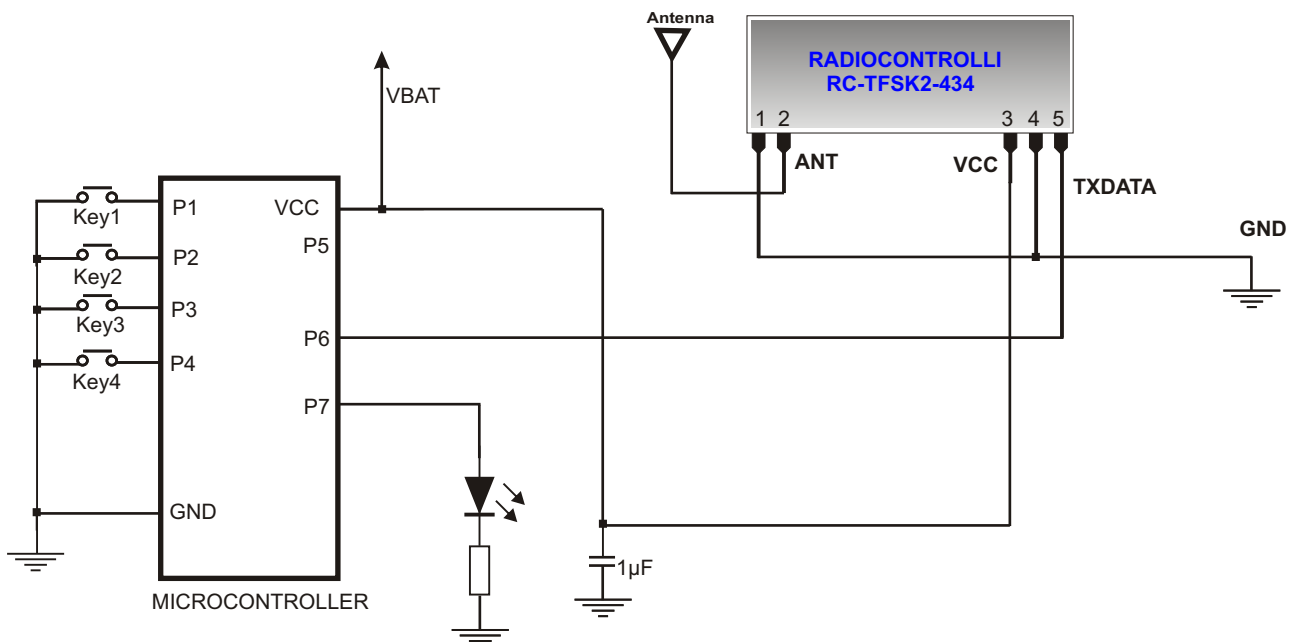 Antenna
RADIOCONTROLLI
RC-TFSK2-434
1 2 3 4 5
ANT
VCC
TXDATA
GND
VBAT
Key1
Key2
Key3
Key4
P1
P2
P3
P4
GND
VCC
P5
P6
P7
MICROCONTROLLER
1µF